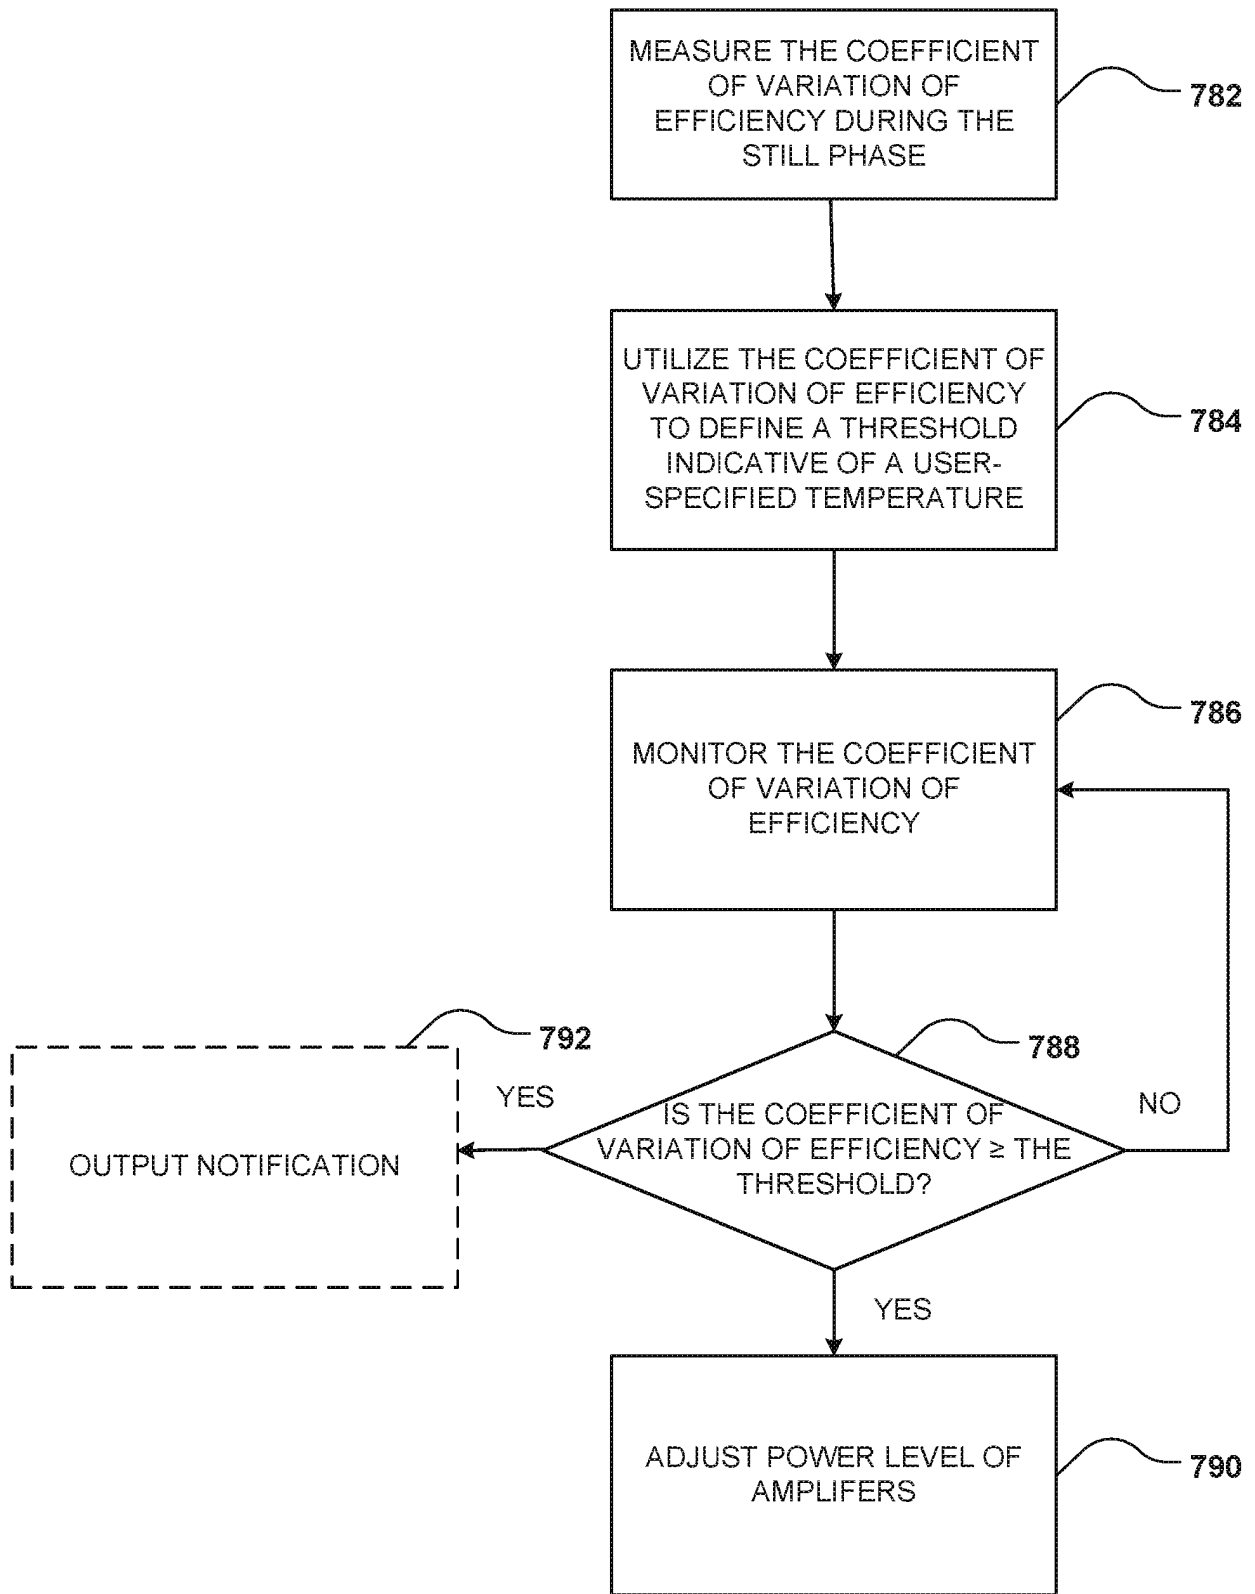 MEASURE THE COEFFICIENT
OF VARIATION OF
EFFICIENCY DURING THE
STILL PHASE
782
UTILIZE THE COEFFICIENT OF
VARIATION OF EFFICIENCY
TO DEFINE A THRESHOLD
INDICATIVE OF A USER-
SPECIFIED TEMPERATURE
784
786
MONITOR THE COEFFICIENT
OF VARIATION OF
EFFICIENCY
792
788
YES
NO
IS THE COEFFICIENT OF
VARIATION OF EFFICIENCY ≥ THE
THRESHOLD?
OUTPUT NOTIFICATION
YES
ADJUST POWER LEVEL OF
AMPLIFERS
790